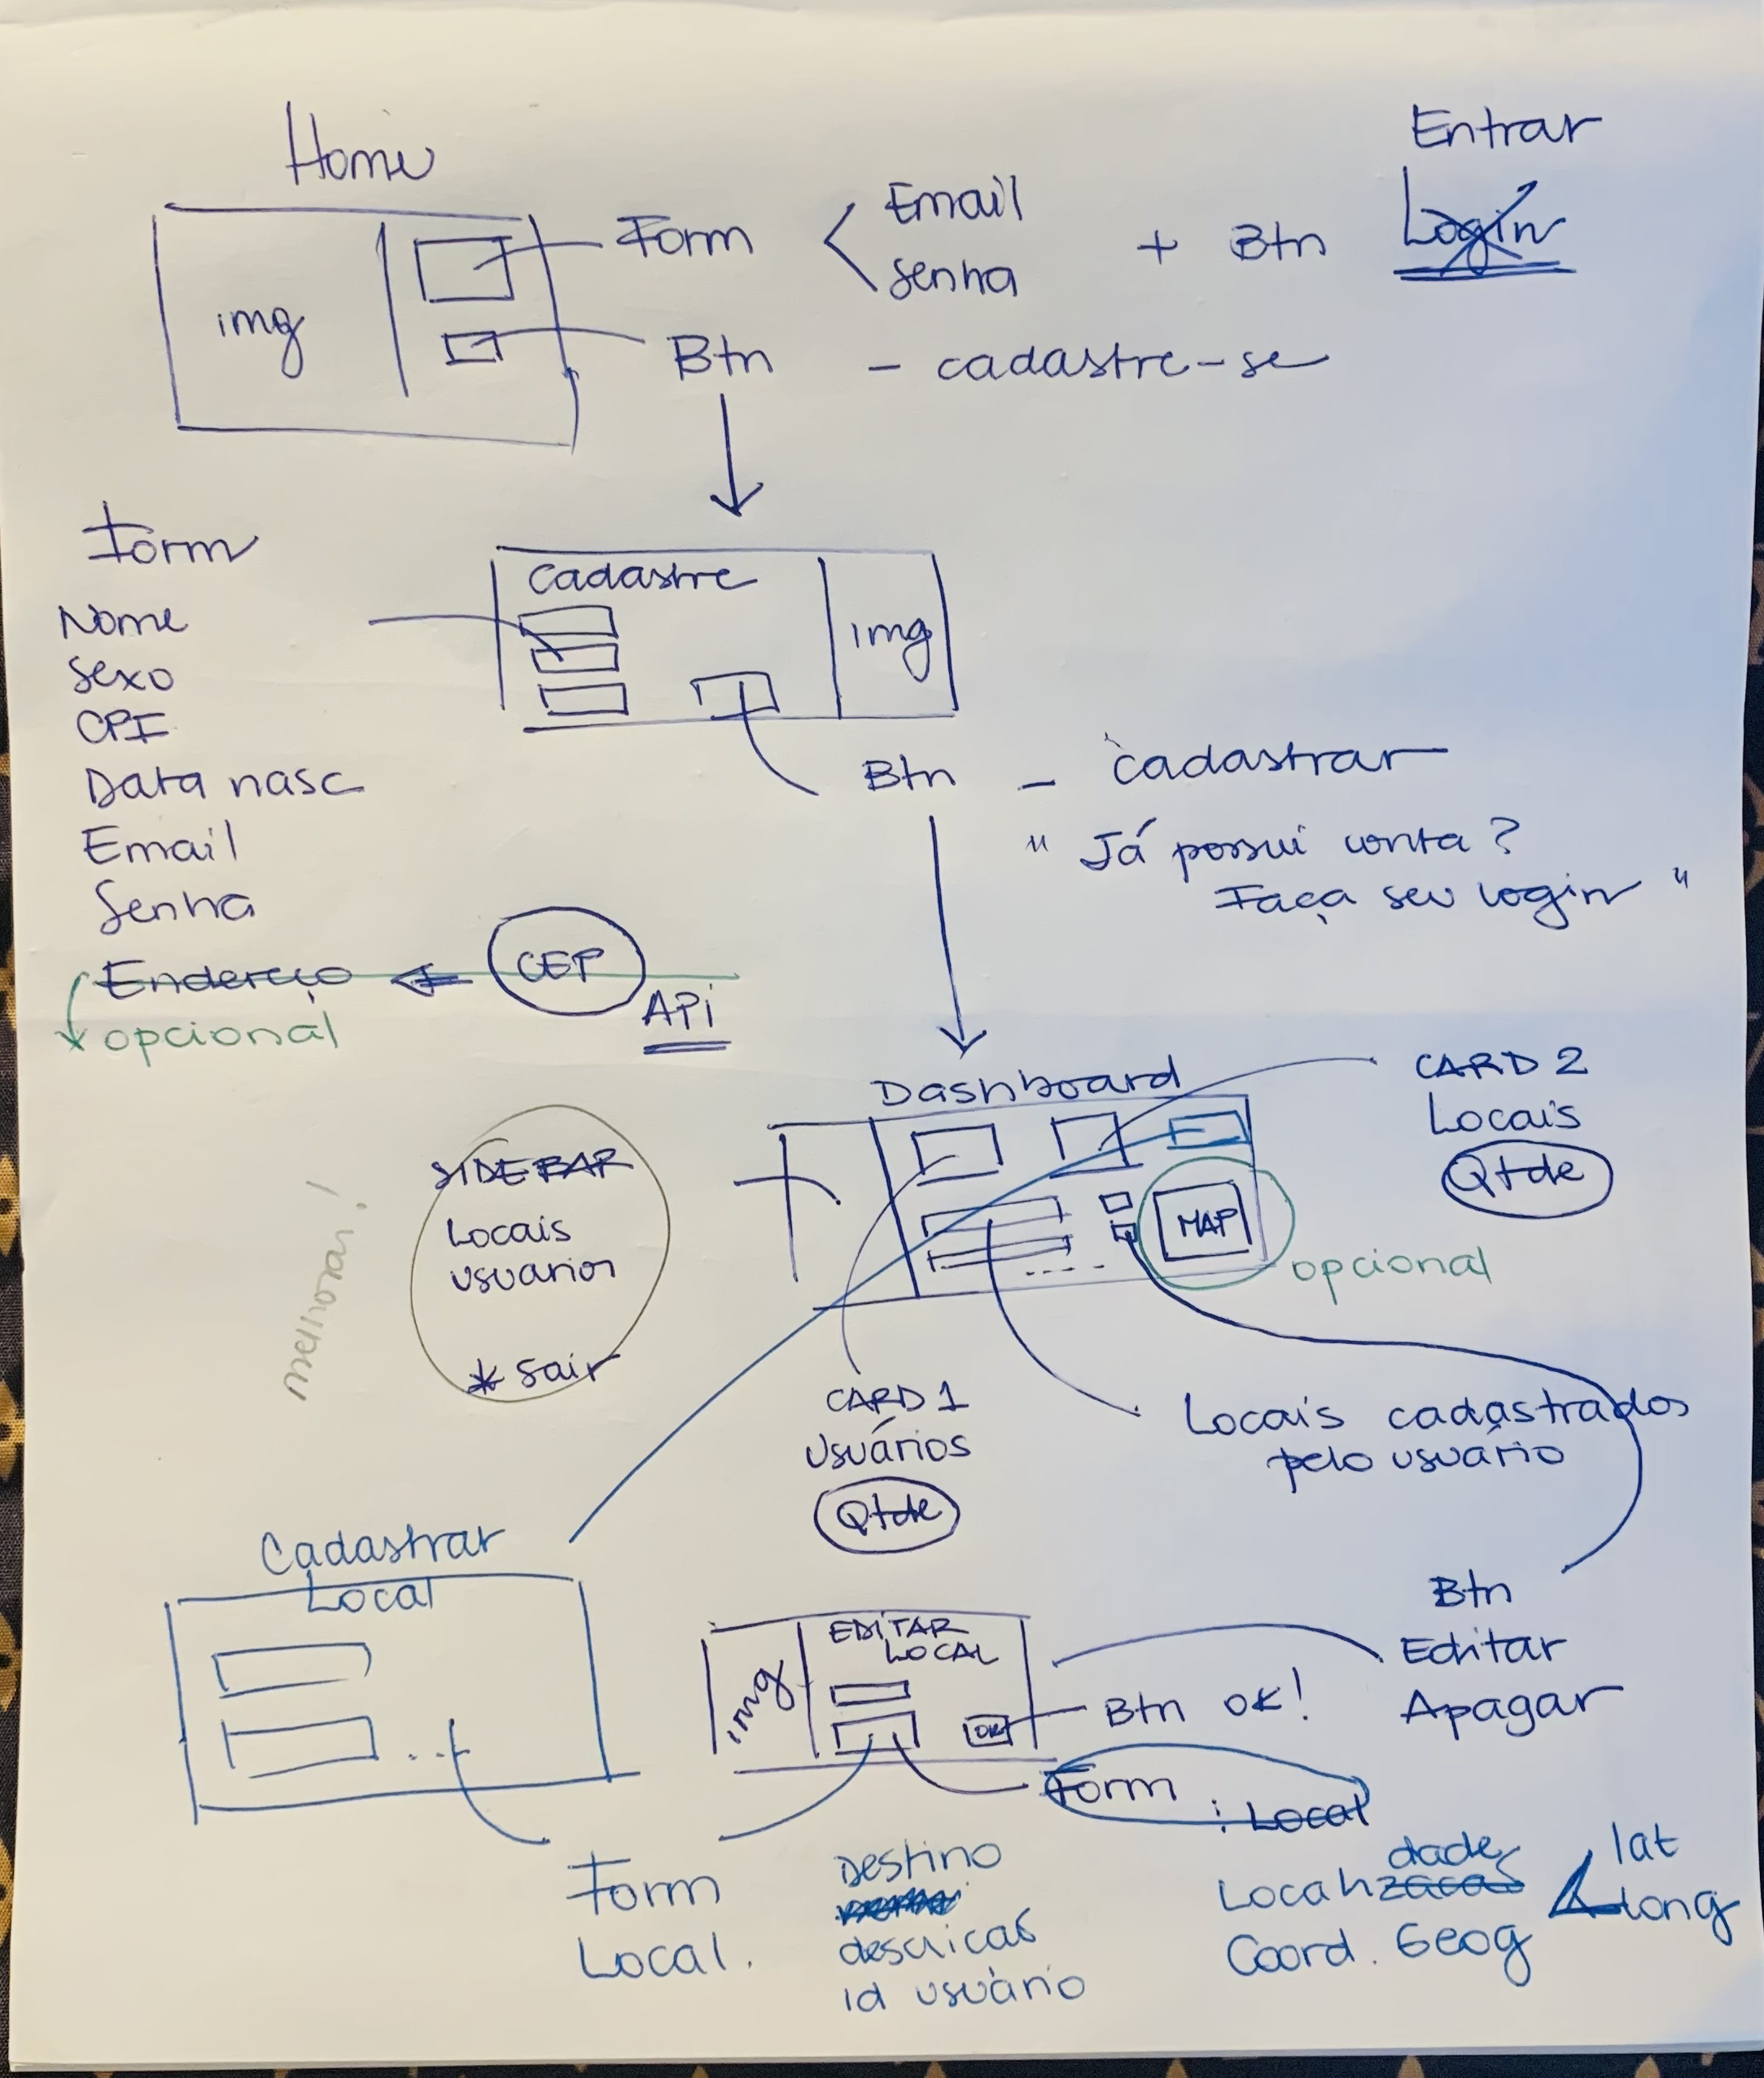 Home
Entrar
Form < Email
senha
+ Btn Login
img
Btn - cadastre-se
Form
Nome
sexo
CPF
Data nasc
Email
Senha
Endereço
opcional
CEP
API
cadastre
img
Btn - cadastrar
" Já possui conta?
Faça seu login "
Dashboard
CARD 2
Locais
Qtde
MAP
opcional
SIDEBAR
Locais
usuarios
* sair
melhorar!
CARD 1
Usuários
Qtde
Locais cadastrados
pelo usuário
Cadastrar
Local
EDITAR
LOCAL
img
OK
Btn OK!
Btn
Editar
Apagar
Form : Local
Form
Local.
Destino
descricao
id usuário
dade
Localizacao
Coord. Geog
lat
long